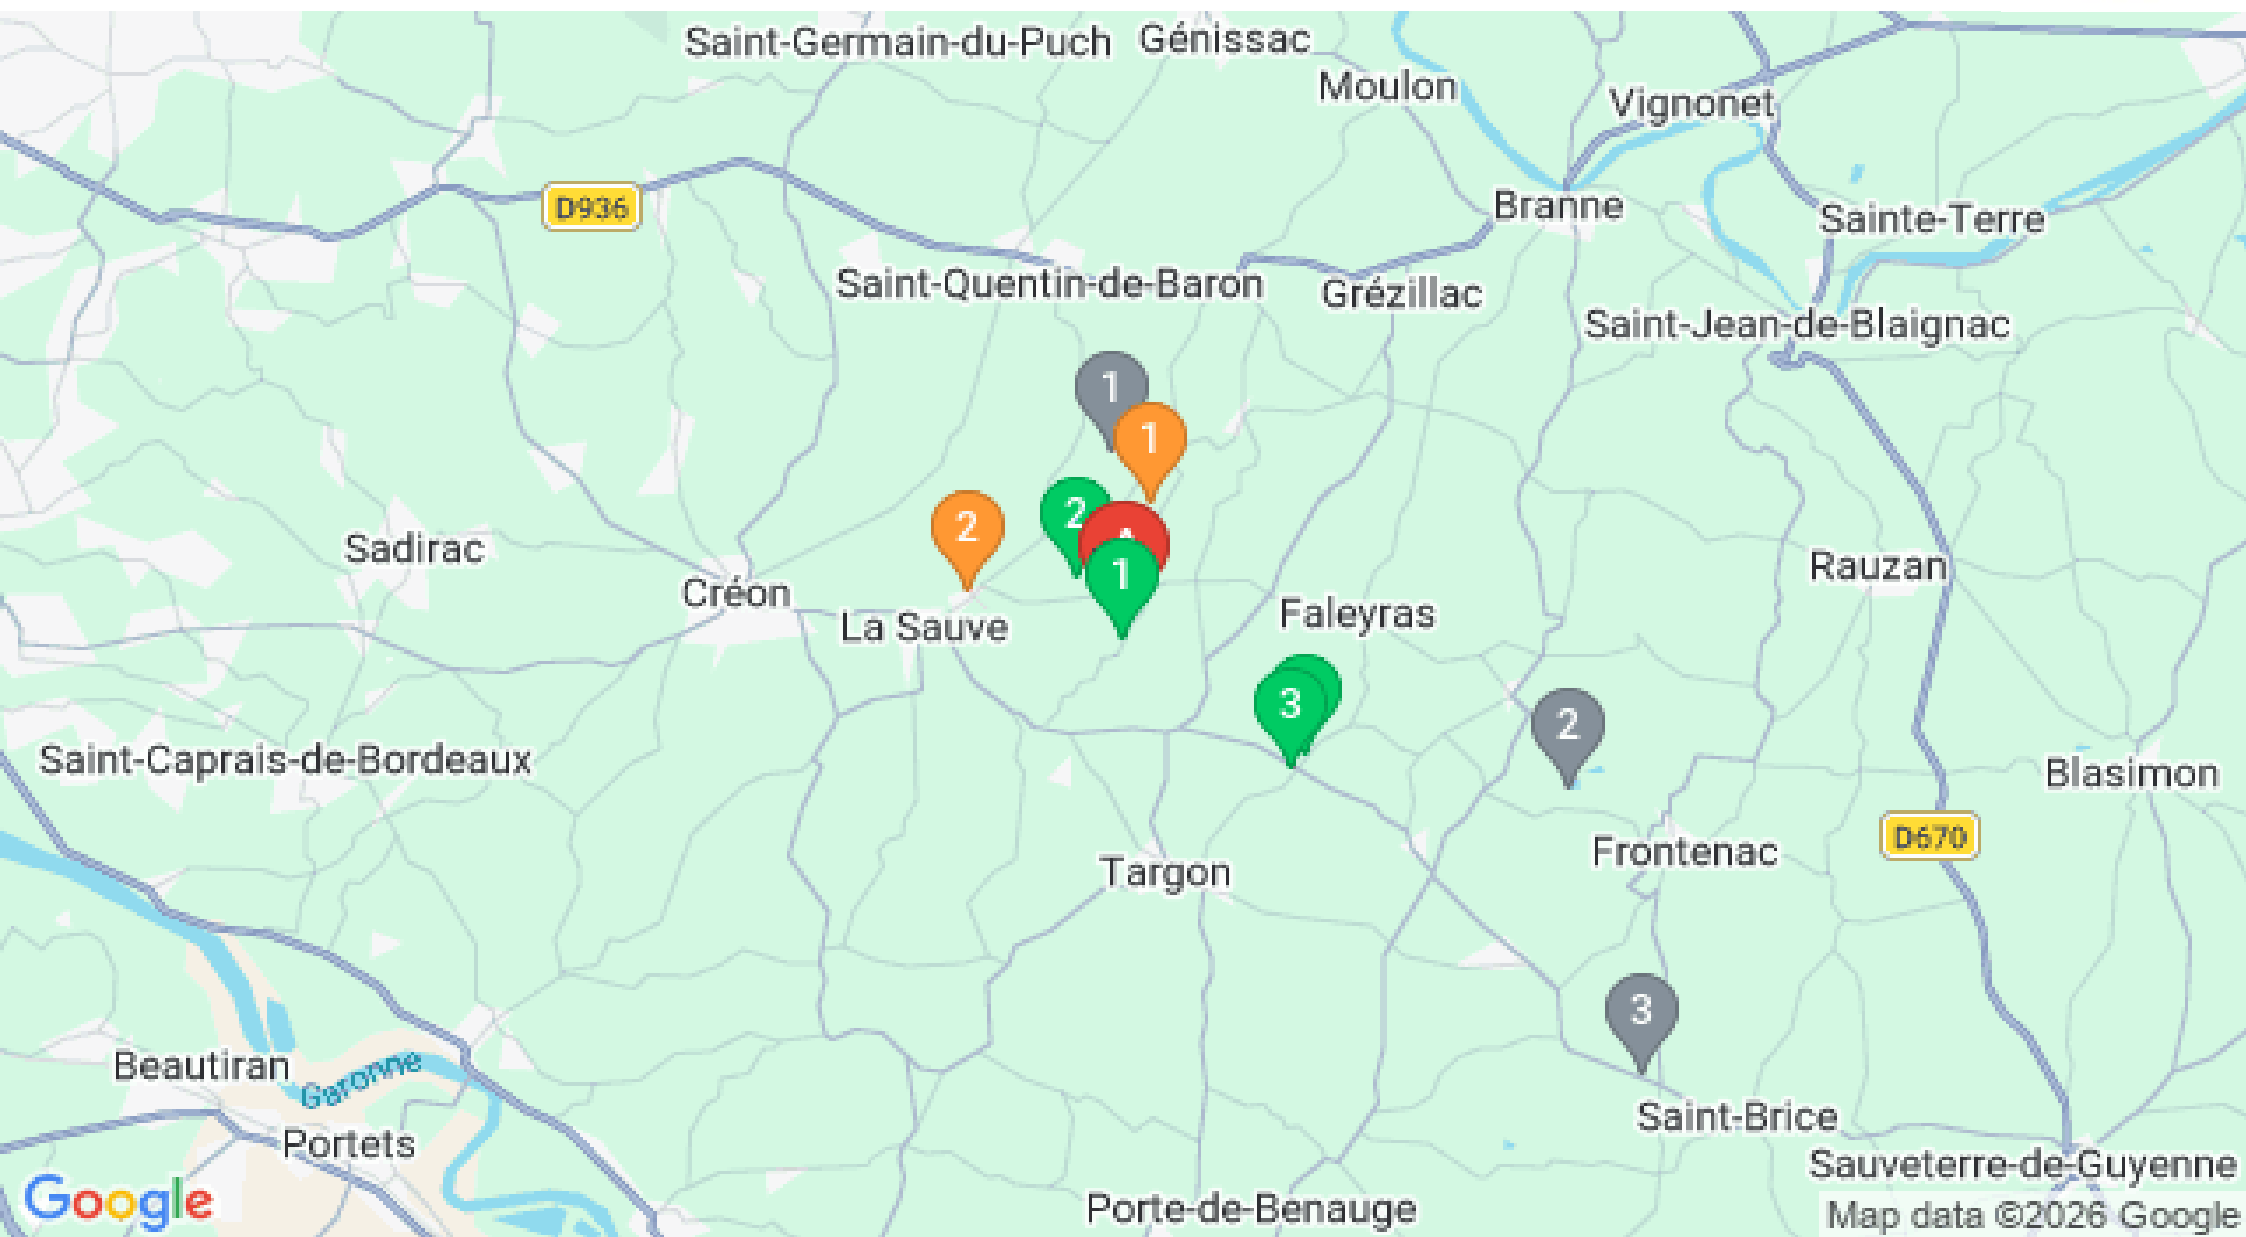 Saint-Germain-du-Puch
Génissac
Moulon
Vignonet
D936
Branne
Sainte-Terre
Saint-Quentin-de-Baron
Grézillac
Saint-Jean-de-Blaignac
1
1
2
2
Sadirac
Créon
1
Rauzan
La Sauve
Faleyras
3
2
Saint-Caprais-de-Bordeaux
Blasimon
D670
Targon
Frontenac
3
Beautiran
Garonne
Saint-Brice
Portets
Sauveterre-de-Guyenne
Google
Porte-de-Benauge
Map data ©2026 Google